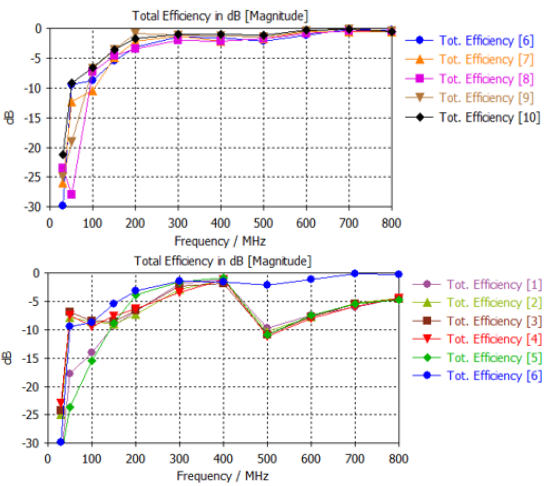 Total Efficiency in dB [Magnitude]
0
-5
-10
-15
-20
-25
-30
dB
0 100 200 300 400 500 600 700 800
Frequency / MHz
Tot. Efficiency [6]
Tot. Efficiency [7]
Tot. Efficiency [8]
Tot. Efficiency [9]
Tot. Efficiency [10]
Total Efficiency in dB [Magnitude]
0
-5
-10
-15
-20
-25
-30
dB
0 100 200 300 400 500 600 700 800
Frequency / MHz
Tot. Efficiency [1]
Tot. Efficiency [2]
Tot. Efficiency [3]
Tot. Efficiency [4]
Tot. Efficiency [5]
Tot. Efficiency [6]